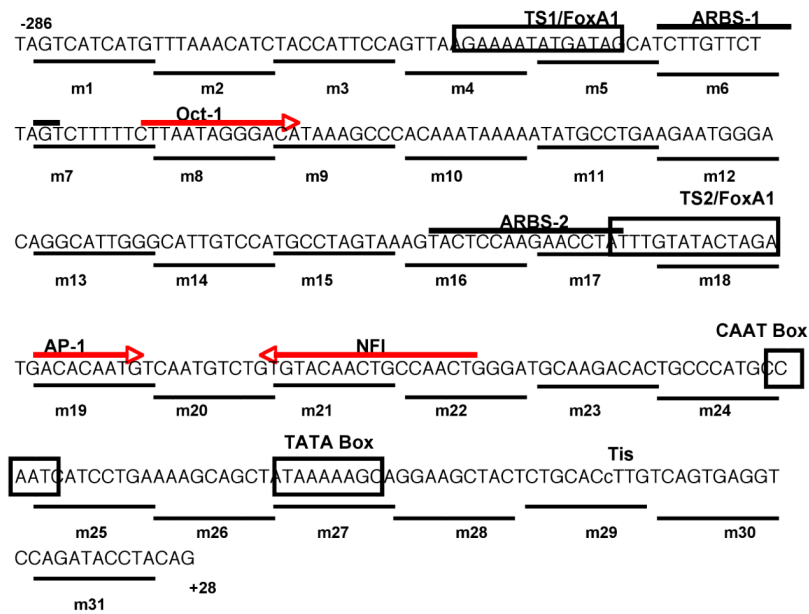 -286 TS1/FoxA1 ARBS-1
TAGTCATCATGTTTAAACATCTACCATTCCAGTTAAGAAAATATGATAGCATCTTGTTCT
m1 m2 m3 m4 m5 m6
Oct-1
TAGTCTTTTTCTTAATAGGGACATAAAGCCCACAAATAAAAATATGCCTGAAGAATGGGA
m7 m8 m9 m10 m11 m12
TS2/FoxA1
ARBS-2
CAGGCATTGGGCATTGTCCATGCCTAGTAAAGTACTCCAAGAACCTATTTGTATACTAGA
m13 m14 m15 m16 m17 m18
AP-1 NFI CAAT Box
TGACACAATGTCAATGTCTGTGTACAACTGCCAACTGGGATGCAAGACACTGCCCATGCC
m19 m20 m21 m22 m23 m24
TATA Box Tis
AATCATCCTGAAAAGCAGCTATAAAAAGCAGGAAGCTACTCTGCACcTTGTCAGTGAGGT
m25 m26 m27 m28 m29 m30
CCAGATACCTACAG
+28
m31